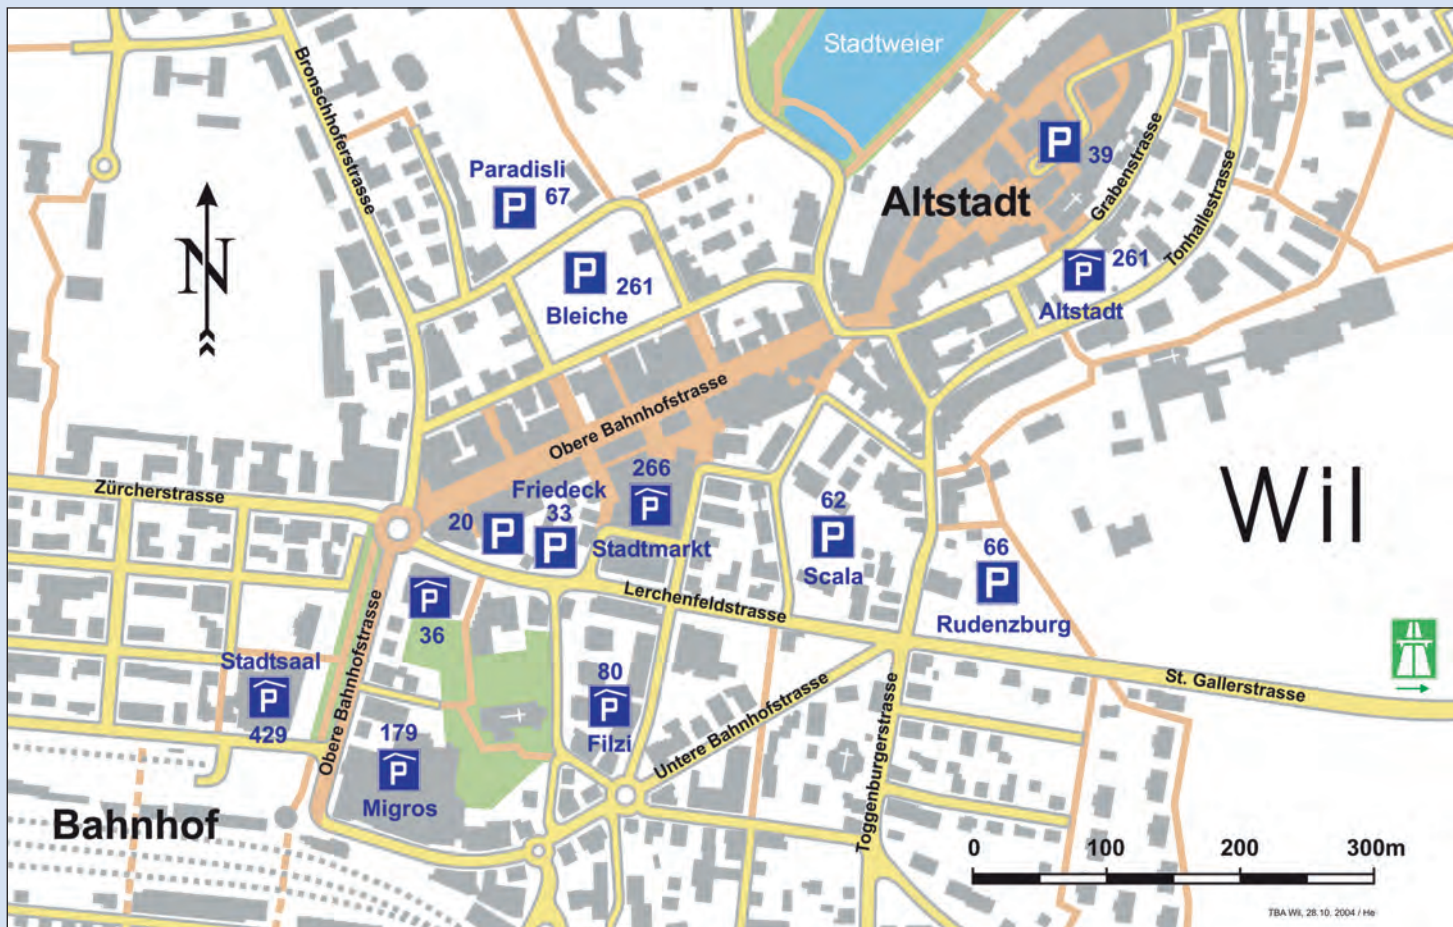 Stadtweier
Bronschhoferstrasse
Paradisli
P 67
P
39
Altstadt
Grabenstrasse
Tonhallestrasse
N
P
261
Bleiche
P 261
Altstadt
Obere Bahnhofstrasse
Zürcherstrasse
20 P
Friedeck
33
P
266
P
Stadtmarkt
62
P
Scala
Wil
66
P
Rudenzburg
Lerchenfeldstrasse
P
36
Obere Bahnhofstrasse
Stadtsaal
P
429
179
P
Migros
80
P
Filzi
Untere Bahnhofstrasse
Toggenburgerstrasse
St. Gallerstrasse
Bahnhof
0 100 200 300m
TBA Wil, 28.10. 2004 / He